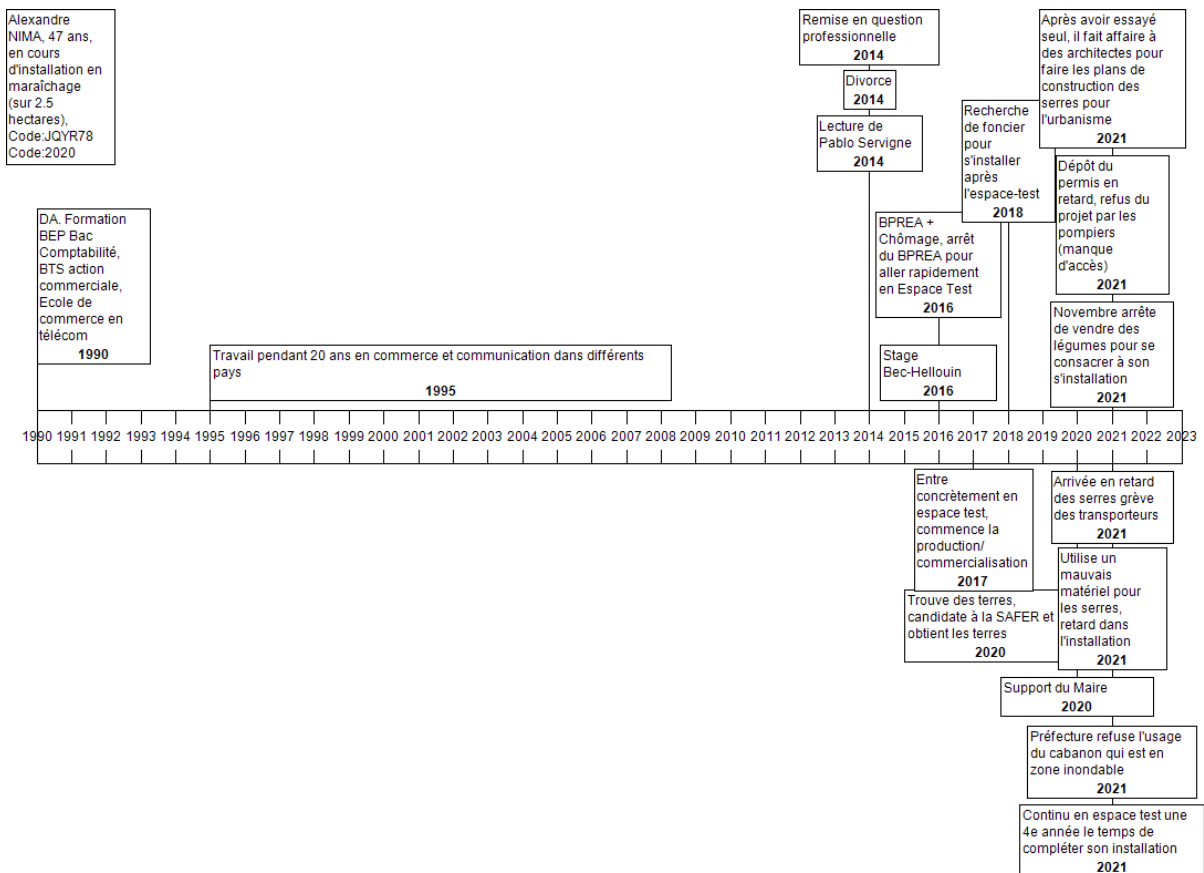 Alexandre
NIMA, 47 ans,
en cours
d'installation en
maraîchage
(sur 2.5
hectares),
Code:JQYR78
Code:2020
DA. Formation
BEP Bac
Comptabilité,
BTS action
commerciale,
Ecole de
commerce en
télécom
1990
Travail pendant 20 ans en commerce et communication dans différents
pays
1995
Remise en question
professionnelle
2014
Divorce
2014
Lecture de
Pablo Servigne
2014
BPREA +
Chômage, arrêt
du BPREA pour
aller rapidement
en Espace Test
2016
Stage
Bec-Hellouin
2016
Recherche
de foncier
pour
s'installer
après
l'espace-test
2018
Après avoir essayé
seul, il fait affaire à
des architectes pour
faire les plans de
construction des
serres pour
l'urbanisme
2021
Dépôt du
permis en
retard, refus du
projet par les
pompiers
(manque
d'accès)
2021
Novembre arrête
de vendre des
légumes pour se
consacrer à son
s'installation
2021
1990 1991 1992 1993 1994 1995 1996 1997 1998 1999 2000 2001 2002 2003 2004 2005 2006 2007 2008 2009 2010 2011 2012 2013 2014 2015 2016 2017 2018 2019 2020 2021 2022 2023
Entre
concrètement en
espace test,
commence la
production/
commercialisation
2017
Trouve des terres,
candidate à la SAFER et
obtient les terres
2020
Arrivée en retard
des serres grève
des transporteurs
2021
Utilise un
mauvais
matériel pour
les serres,
retard dans
l'installation
2021
Support du Maire
2020
Préfecture refuse l'usage
du cabanon qui est en
zone inondable
2021
Continu en espace test une
4e année le temps de
compléter son installation
2021